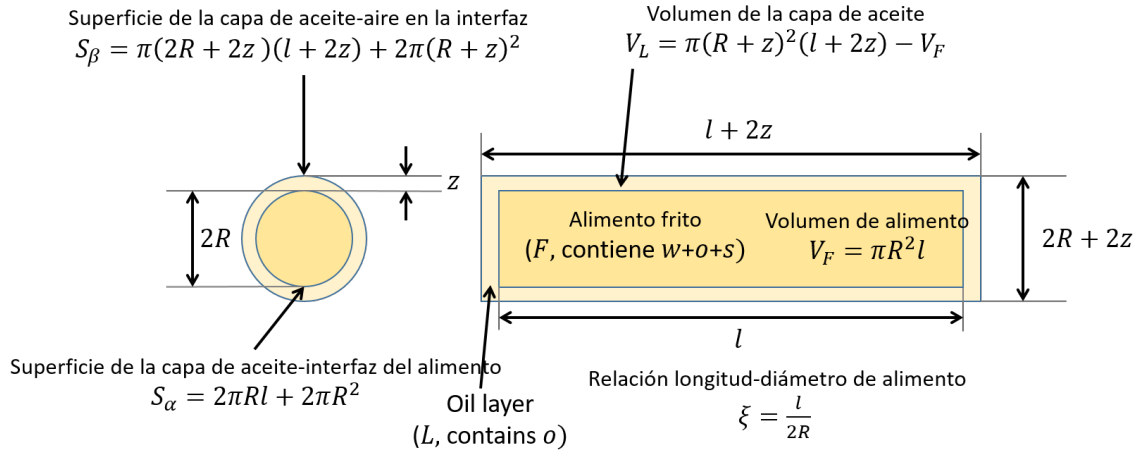 Superficie de la capa de aceite-aire en la interfaz
S_β = π(2R + 2z)(l + 2z) + 2π(R + z)²
Volumen de la capa de aceite
V_L = π(R + z)²(l + 2z) − V_F
l + 2z
z
2R
Alimento frito
(F, contiene w+o+s)
Volumen de alimento
V_F = πR²l
2R + 2z
l
Superficie de la capa de aceite-interfaz del alimento
S_α = 2πRl + 2πR²
Oil layer
(L, contains o)
Relación longitud-diámetro de alimento
ξ = l/2R